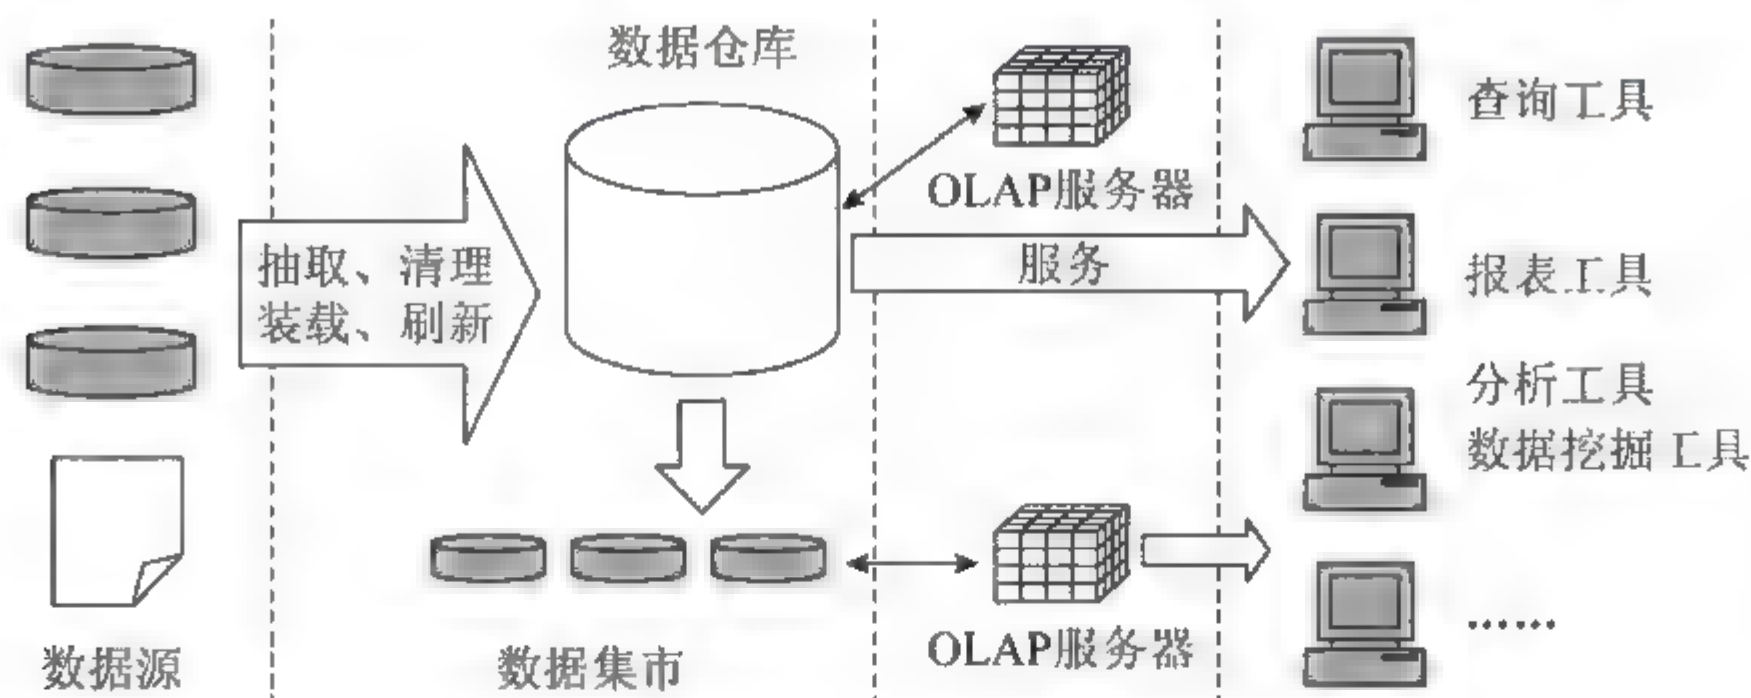 数据仓库
查询工具
OLAP服务器
抽取、清理
装载、刷新
服务
报表工具
分析工具
数据挖掘工具
数据源
数据集市
OLAP服务器
……